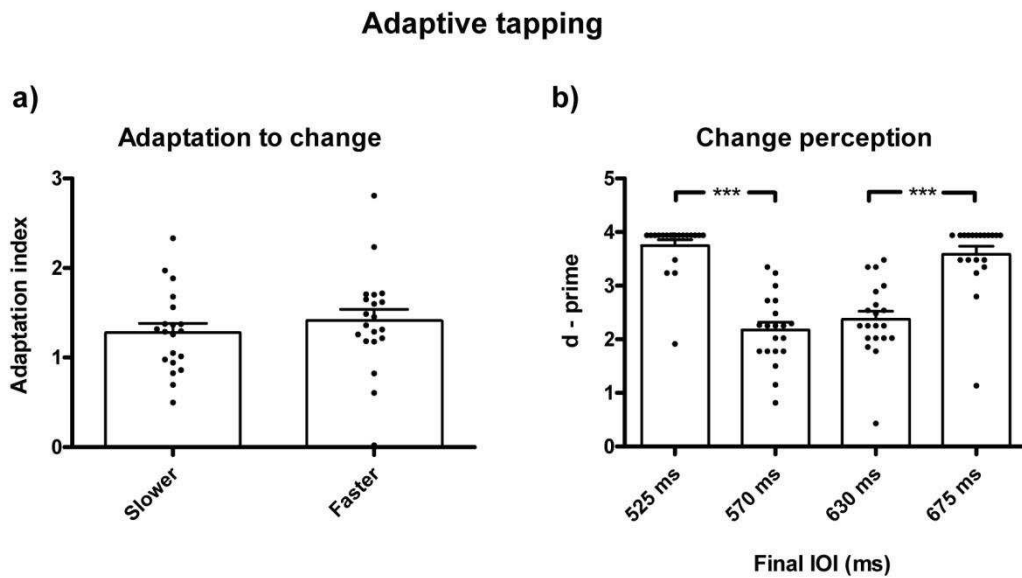 Adaptive tapping
a)
Adaptation to change
Adaptation index
3
2
1
0
Slower
Faster
b)
Change perception
d - prime
5
4
3
2
1
0
***
***
525 ms
570 ms
630 ms
675 ms
Final IOI (ms)